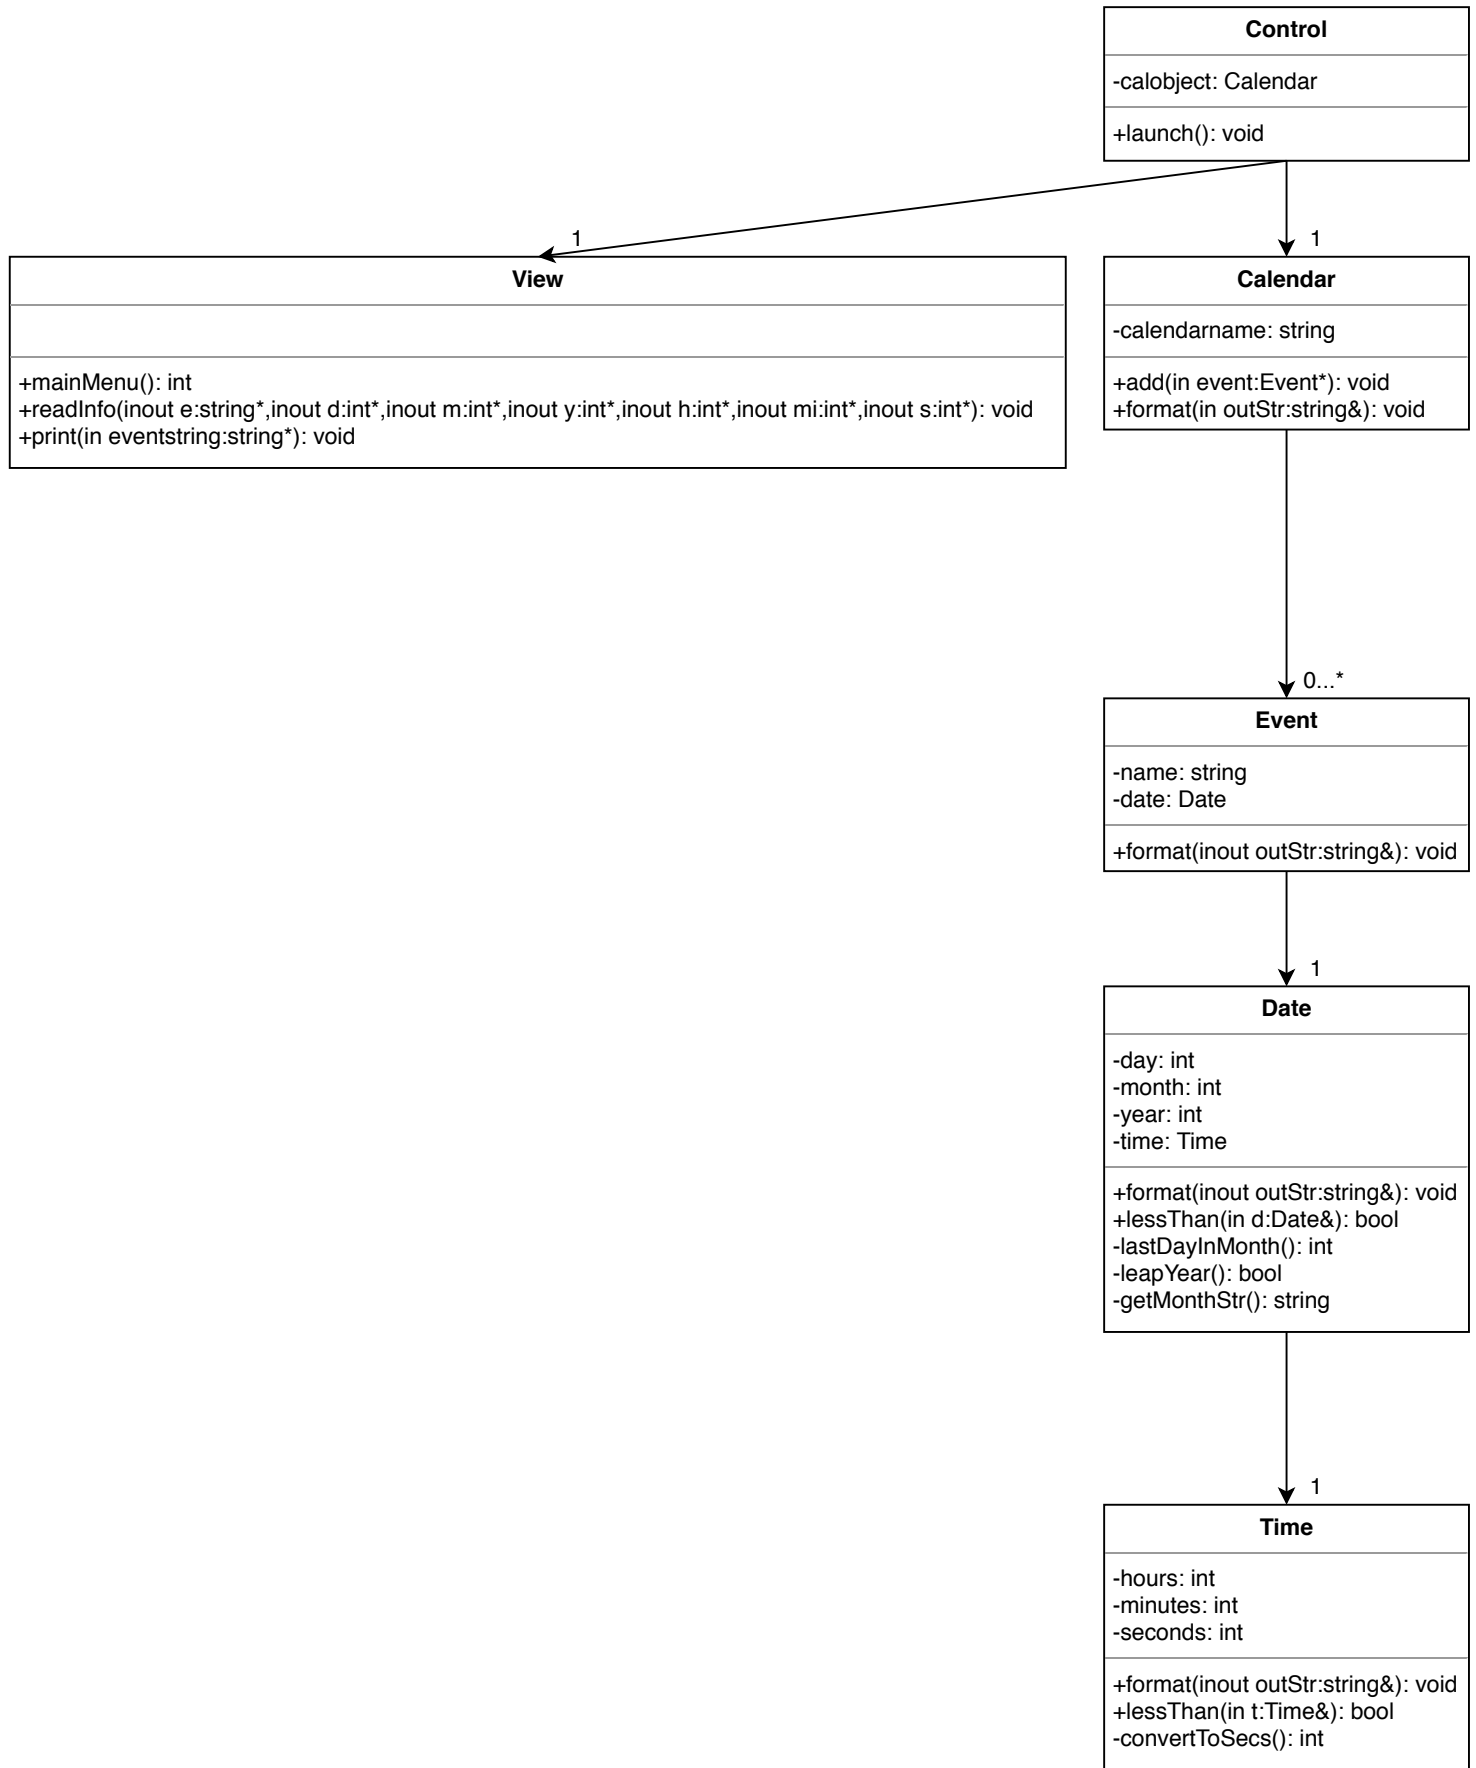 Control
-calobject: Calendar
+launch(): void
1
1
View
+mainMenu(): int
+readInfo(inout e:string*,inout d:int*,inout m:int*,inout y:int*,inout h:int*,inout mi:int*,inout s:int*): void
+print(in eventstring:string*): void
Calendar
-calendarname: string
+add(in event:Event*): void
+format(in outStr:string&): void
0...*
Event
-name: string
-date: Date
+format(inout outStr:string&): void
1
Date
-day: int
-month: int
-year: int
-time: Time
+format(inout outStr:string&): void
+lessThan(in d:Date&): bool
-lastDayInMonth(): int
-leapYear(): bool
-getMonthStr(): string
1
Time
-hours: int
-minutes: int
-seconds: int
+format(inout outStr:string&): void
+lessThan(in t:Time&): bool
-convertToSecs(): int